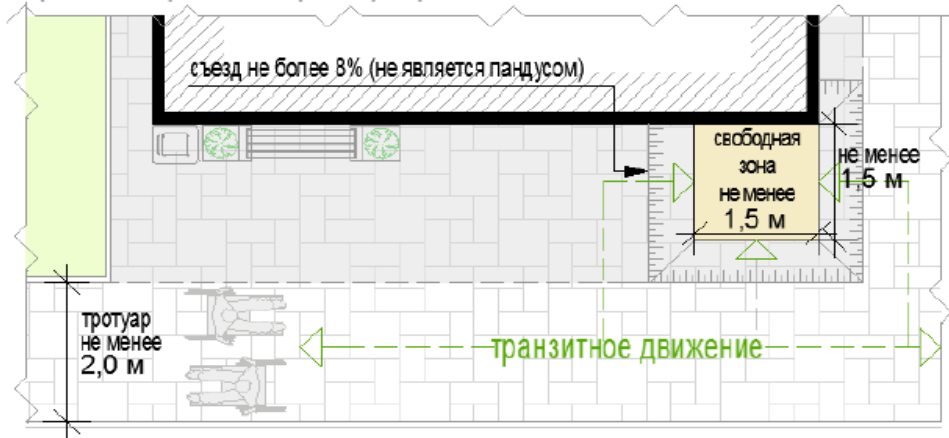 съезд не более 8% (не является пандусом)
свободная
зона
не менее
1,5 м
не менее
1,5 м
тротуар
не менее
2,0 м
транзитное движение